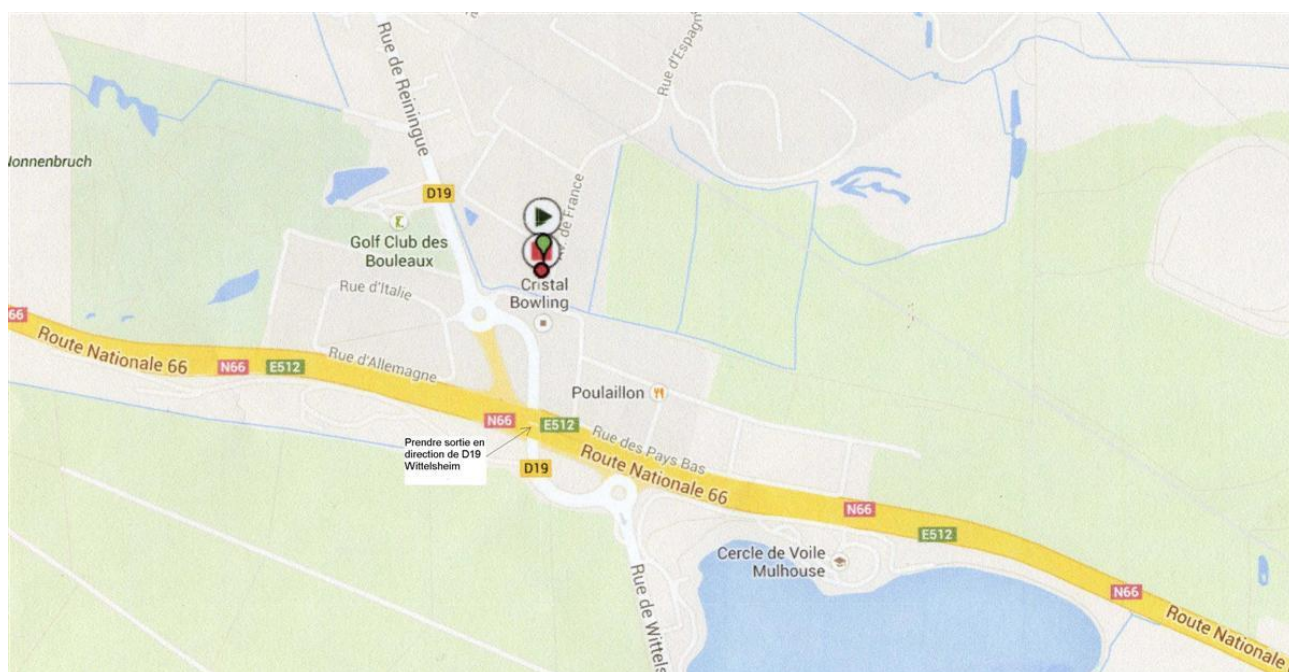 Rue de Reiningue
Rue d'Espagn
Nonnenbruch
D19
Av. de France
Golf Club des
Bouleaux
Cristal
Bowling
Rue d'Italie
66
Route Nationale 66
N66
E512
Rue d'Allemagne
Poulaillon
N66
E512
Rue des Pays Bas
Prendre sortie en
direction de D19
Wittelsheim
D19
Route Nationale 66
N66
E512
Cercle de Voile
Mulhouse
Rue de Wittels
N66
Route Nationale